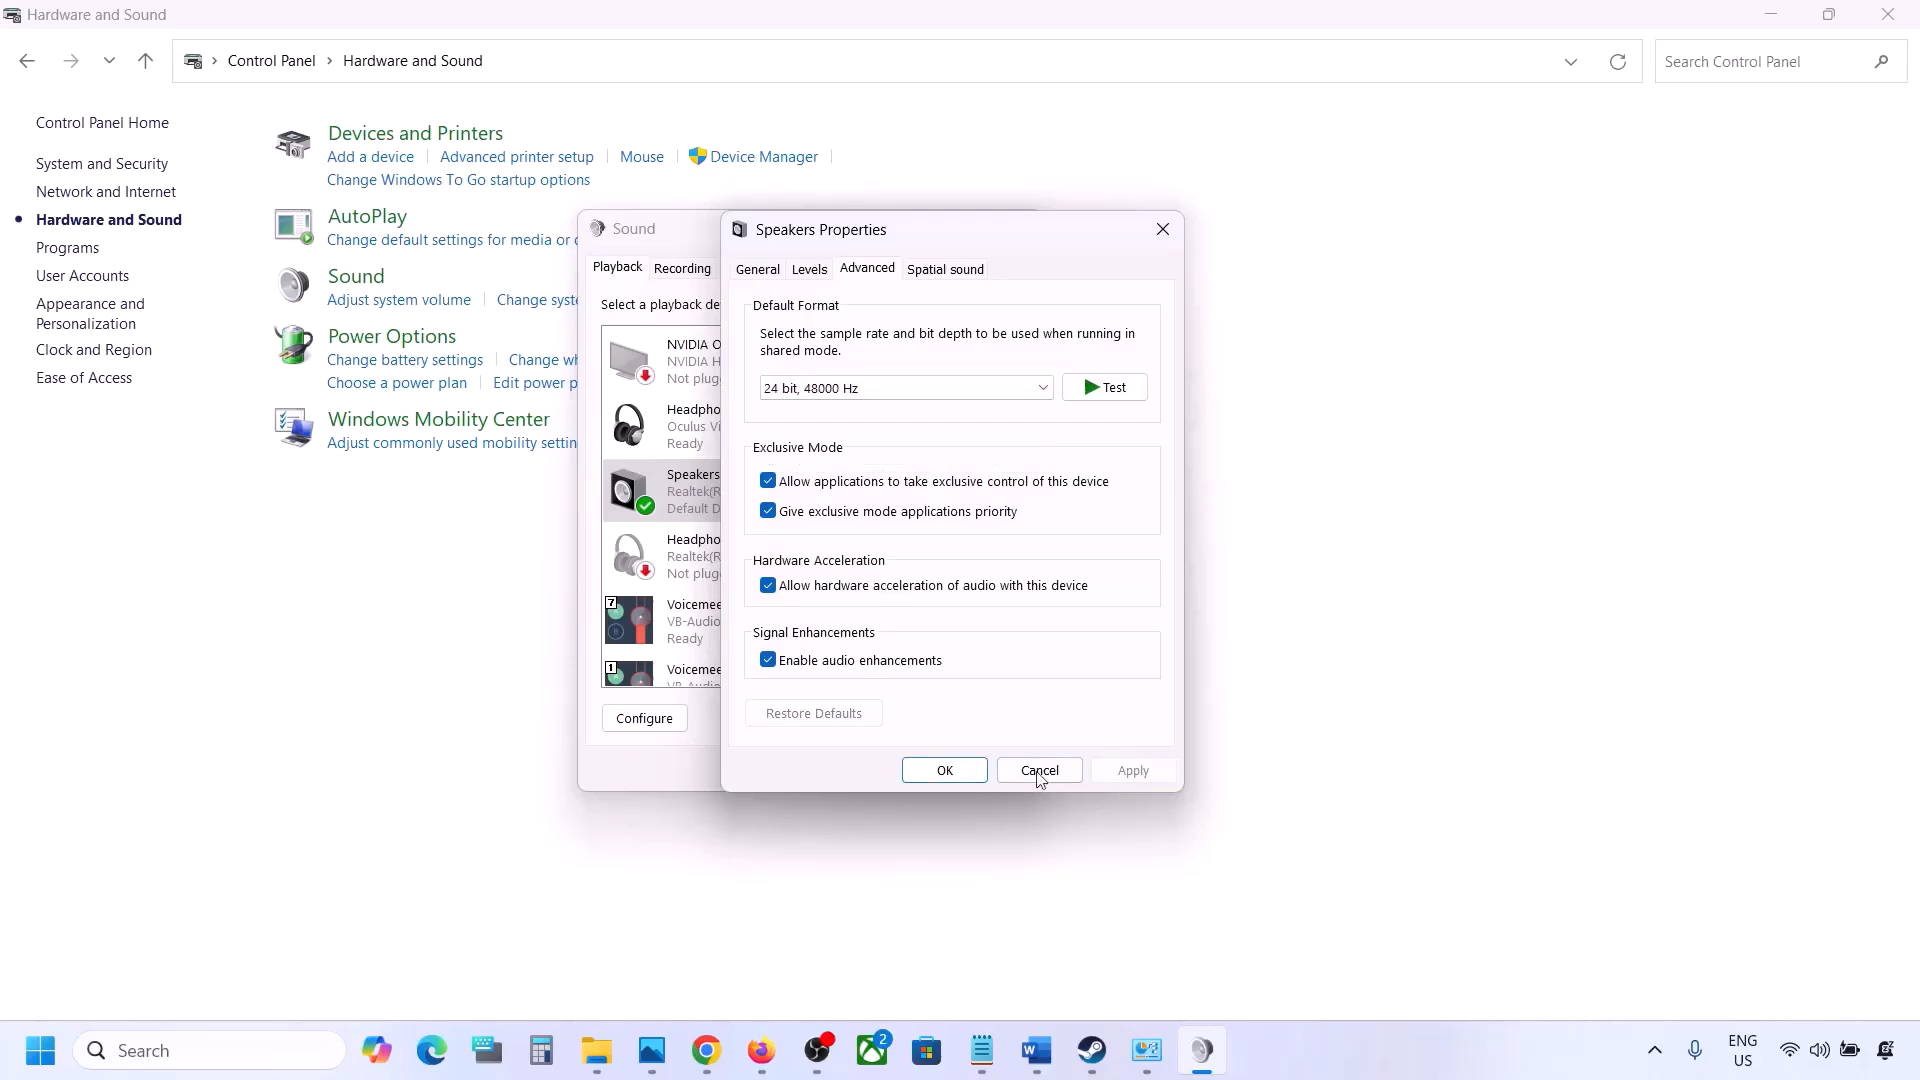 Hardware and Sound
Control Panel > Hardware and Sound
Search Control Panel
Control Panel Home
System and Security
Network and Internet
Hardware and Sound
Programs
User Accounts
Appearance and
Personalization
Clock and Region
Ease of Access
Devices and Printers
Add a device
Advanced printer setup
Mouse
Device Manager
Change Windows To Go startup options
AutoPlay
Change default settings for media or
Sound
Adjust system volume
Change syst
Power Options
Change battery settings
Change wh
Choose a power plan
Edit power p
Windows Mobility Center
Adjust commonly used mobility settin
Sound
Playback
Recording
Select a playback de
NVIDIA O
NVIDIA H
Not plug
Headpho
Oculus Vi
Ready
Speakers
Realtek(R
Default D
Headpho
Realtek(R
Not plug
7
Voicemee
VB-Audio
Ready
1
Voicemee
VB-Audio
Configure
Speakers Properties
General
Levels
Advanced
Spatial sound
Default Format
Select the sample rate and bit depth to be used when running in
shared mode.
24 bit, 48000 Hz
Test
Exclusive Mode
Allow applications to take exclusive control of this device
Give exclusive mode applications priority
Hardware Acceleration
Allow hardware acceleration of audio with this device
Signal Enhancements
Enable audio enhancements
Restore Defaults
OK
Cancel
Apply
Search
2
ENG
US